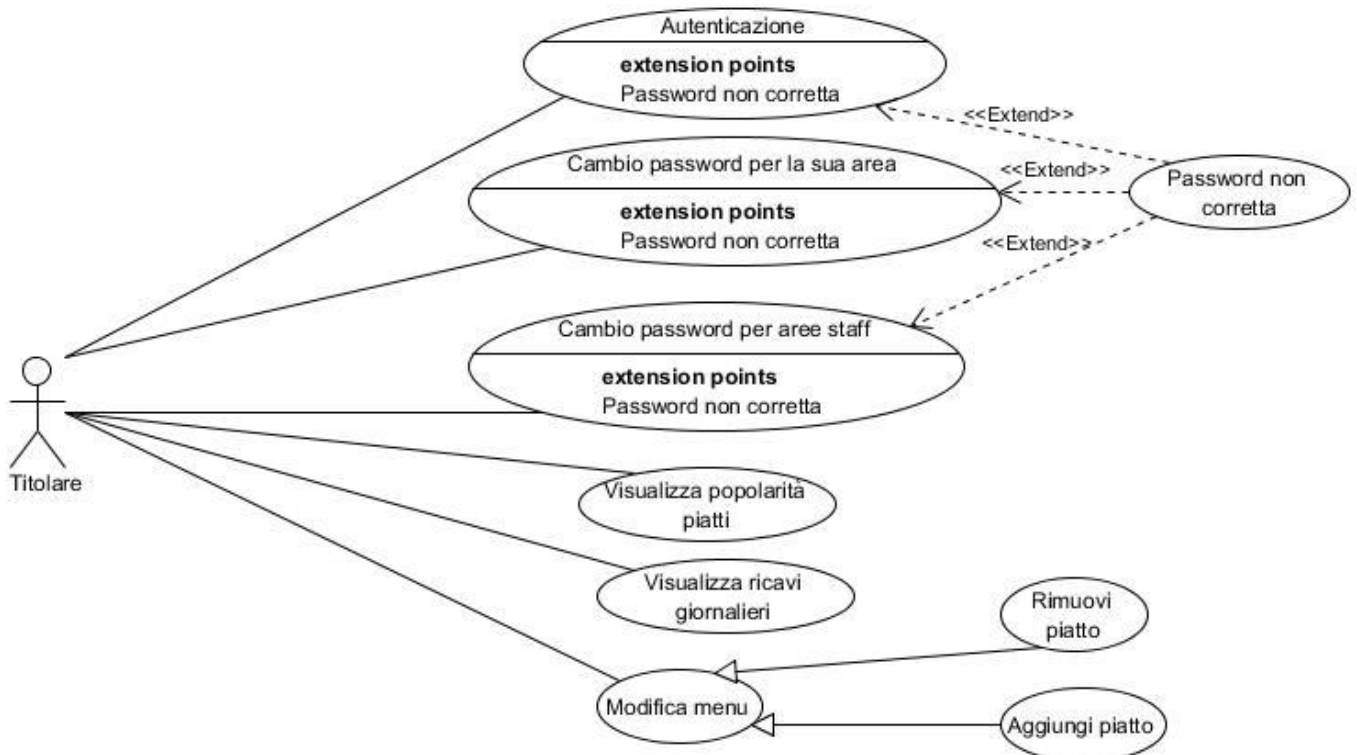 Autenticazione
extension points
Password non corretta
<<Extend>>
Cambio password per la sua area
extension points
Password non corretta
<<Extend>>
Password non
corretta
<<Extend>>
Cambio password per aree staff
extension points
Password non corretta
Titolare
Visualizza popolarità
piatti
Visualizza ricavi
giornalieri
Rimuovi
piatto
Modifica menu
Aggiungi piatto